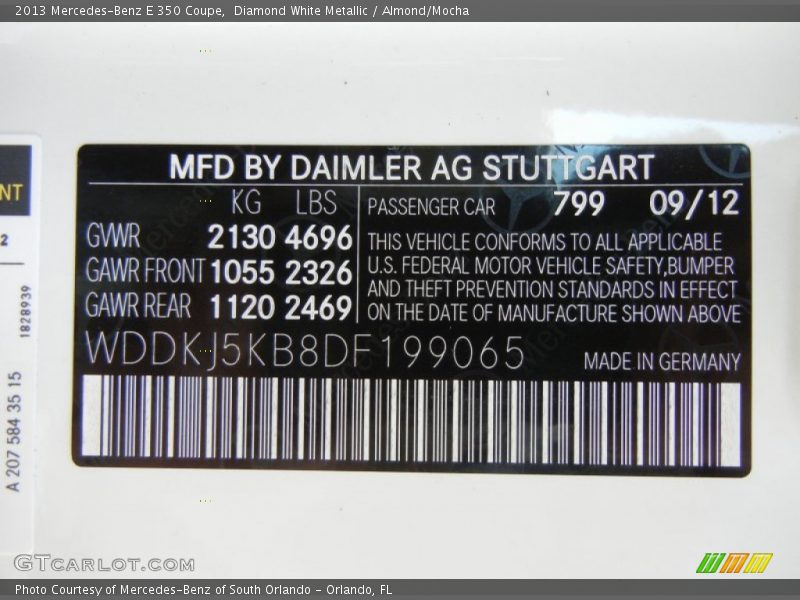 2013 Mercedes-Benz E 350 Coupe,  Diamond White Metallic / Almond/Mocha
MFD BY DAIMLER AG STUTTGART
KG LBS
GVWR 2130 4696
GAWR FRONT 1055 2326
GAWR REAR 1120 2469
PASSENGER CAR 799 09/12
THIS VEHICLE CONFORMS TO ALL APPLICABLE
U.S. FEDERAL MOTOR VEHICLE SAFETY,BUMPER
AND THEFT PREVENTION STANDARDS IN EFFECT
ON THE DATE OF MANUFACTURE SHOWN ABOVE
WDDKJ5KB8DF199065
MADE IN GERMANY
NT
2
1828939
A 207 584 35 15
GTCARLOT.COM
Photo Courtesy of Mercedes-Benz of South Orlando - Orlando, FL